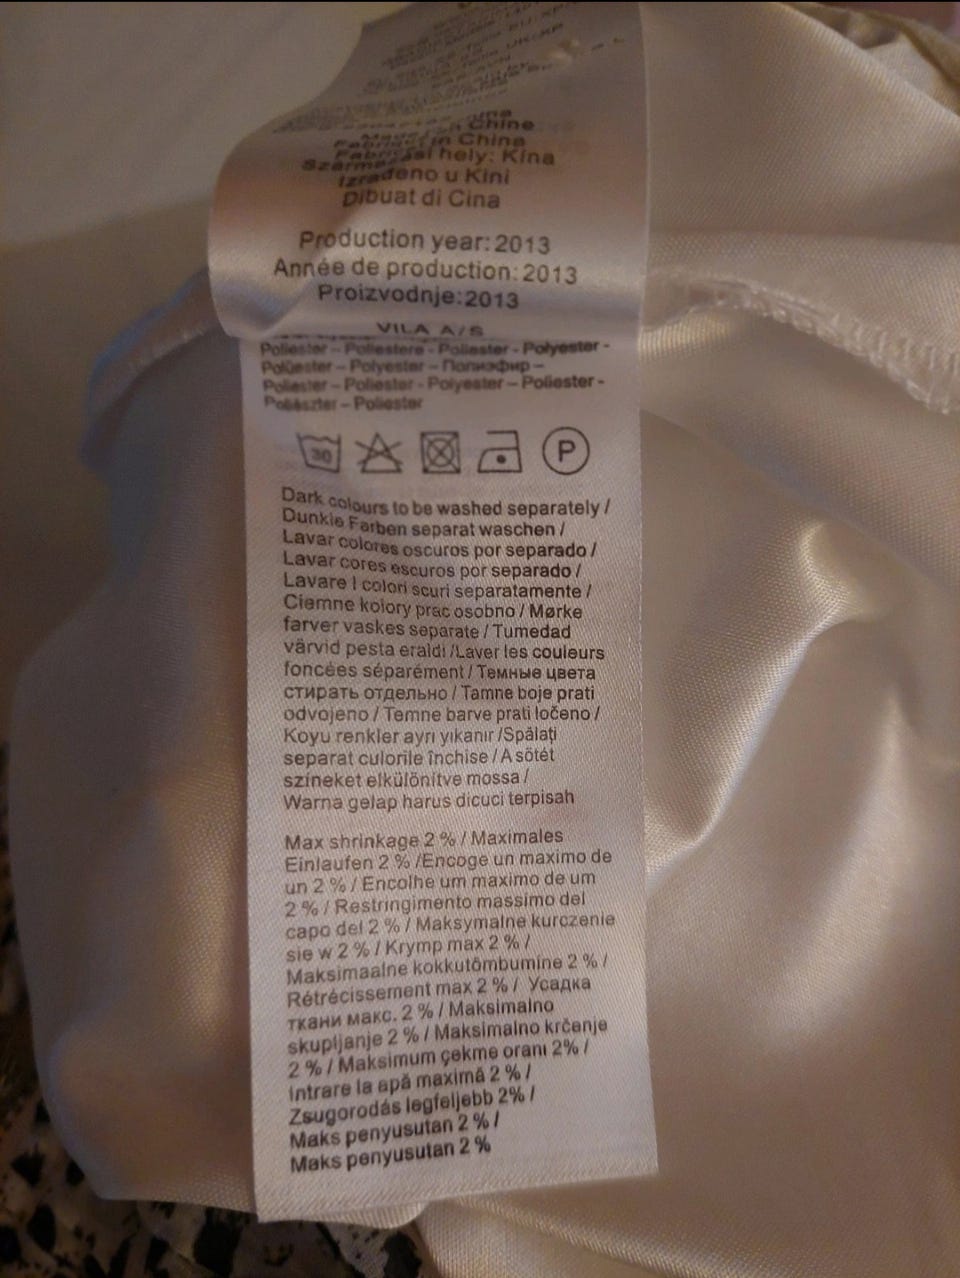 Made in Chine
Fabriqu in China
Származási hely: Kína
Izrađeno u Kini
Dibuat di Cina
Production year: 2013
Année de production: 2013
Proizvodnje: 2013
VILA A/S
Poliester – Poliestere - Poliester - Polyester -
Polüester – Polyester – Полиэфир –
Poliester – Poliester - Polyester – Poliester -
Poliészter – Poliester
30
P
Dark colours to be washed separately /
Dunkle Farben separat waschen /
Lavar colores oscuros por separado /
Lavar cores escuros por separado /
Lavare I colori scuri separatamente /
Ciemne kolory prac osobno / Mørke
farver vaskes separate / Tumedad
värvid pesta eraldi /Laver les couleurs
foncées séparément / Темные цвета
стирать отдельно / Tamne boje prati
odvojeno / Temne barve prati ločeno /
Koyu renkler ayrı yıkanır /Spălaţi
separat culorile închise / A sötét
színeket elkülönítve mossa /
Warna gelap harus dicuci terpisah
Max shrinkage 2 % / Maximales
Einlaufen 2 % /Encoge un maximo de
un 2 % / Encolhe um maximo de um
2 % / Restringimento massimo del
capo del 2 % / Maksymalne kurczenie
sie w 2 % / Krymp max 2 % /
Maksimaalne kokkutõmbumine 2 % /
Rétrécissement max 2 % / Усадка
ткани макс. 2 % / Maksimalno
skupljanje 2 % / Maksimalno krčenje
2 % / Maksimum çekme oranı 2% /
Intrare la apă maximă 2 % /
Zsugorodás legfeljebb 2% /
Maks penyusutan 2 % /
Maks penyusutan 2 %